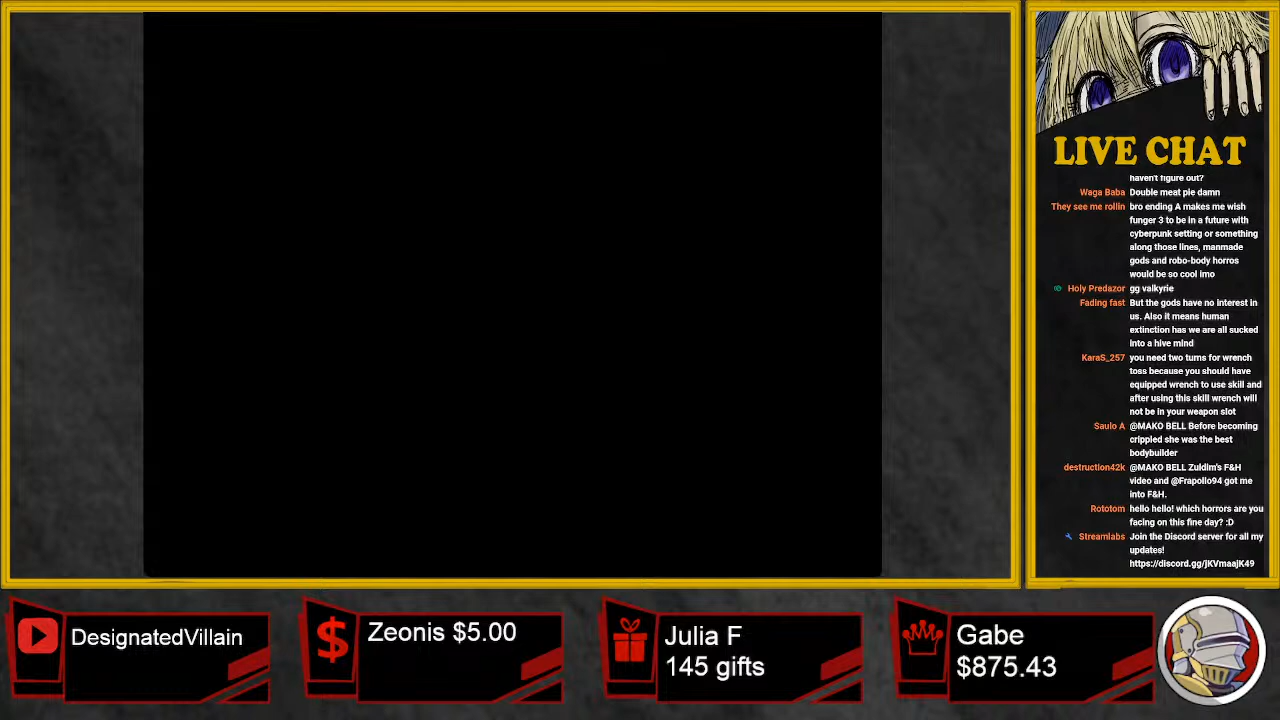 LIVE CHAT
haven't figure out?
Waga Baba Double meat pie damn
They see me rollin bro ending A makes me wish
funger 3 to be in a future with
cyberpunk setting or something
along those lines, manmade
gods and robo-body horros
would be so cool imo
Holy Predazor gg valkyrie
Fading fast But the gods have no interest in
us. Also it means human
extinction has we are all sucked
into a hive mind
KaraS_257 you need two turns for wrench
toss because you should have
equipped wrench to use skill and
after using this skill wrench will
not be in your weapon slot
Saulo A @MAKO BELL Before becoming
crippled she was the best
bodybuilder
destruction42k @MAKO BELL Zuldim's F&H
video and @Frapollo94 got me
into F&H.
Rototom hello hello! which horrors are you
facing on this fine day? :D
Streamlabs Join the Discord server for all my
updates!
https://discord.gg/jKVmaajK49
DesignatedVillain
$
Zeonis $5.00
Julia F
145 gifts
Gabe
$875.43